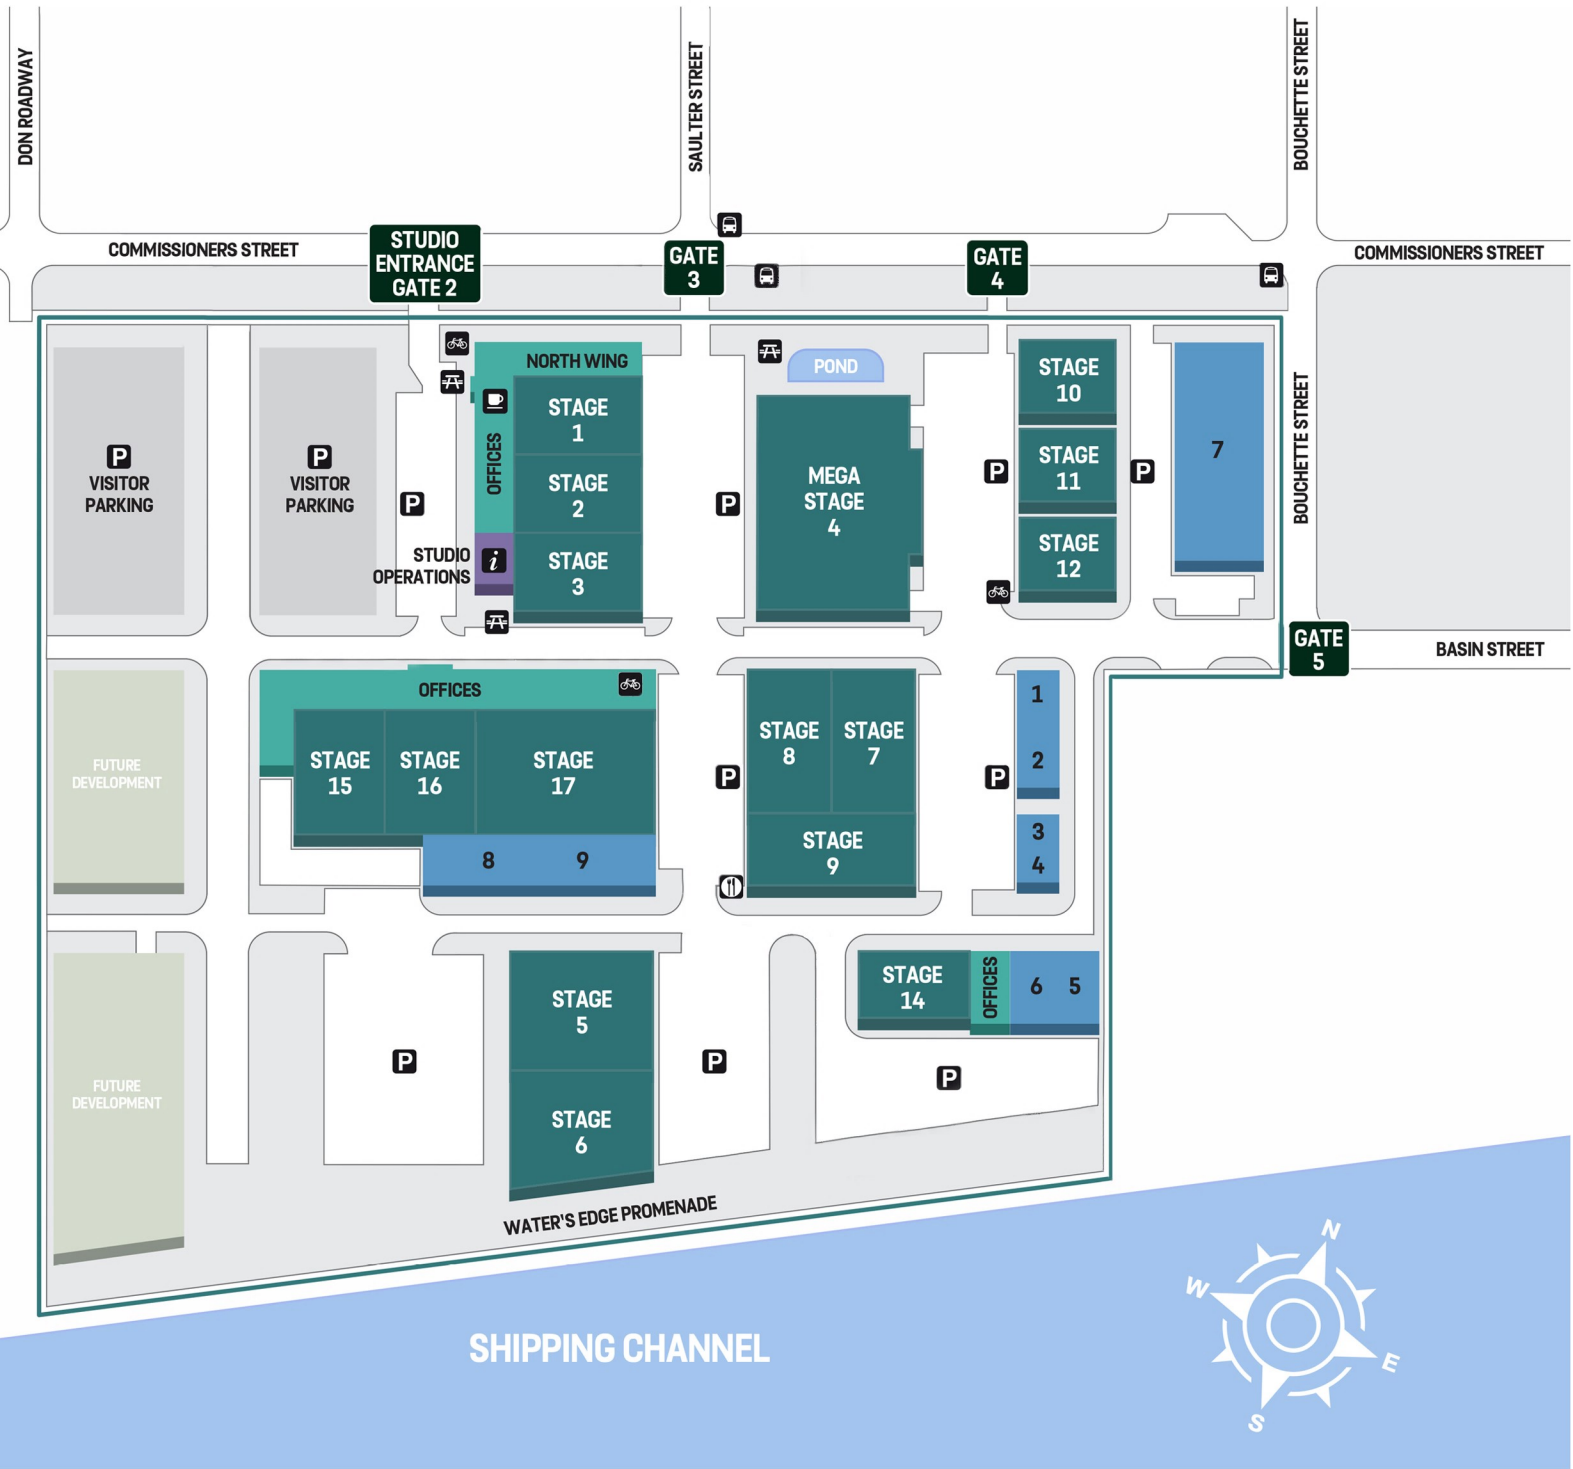 DON ROADWAY
SAULTER STREET
BOUCHETTE STREET
COMMISSIONERS STREET
STUDIO
ENTRANCE
GATE 2
GATE
3
GATE
4
COMMISSIONERS STREET
NORTH WING
POND
STAGE
10
STAGE
1
OFFICES
P
VISITOR
PARKING
P
VISITOR
PARKING
P
STAGE
2
P
MEGA
STAGE
4
P
STAGE
11
P
7
BOUCHETTE STREET
STUDIO
OPERATIONS
i
STAGE
3
STAGE
12
GATE
5
BASIN STREET
OFFICES
FUTURE
DEVELOPMENT
STAGE
15
STAGE
16
STAGE
17
P
STAGE
8
STAGE
7
P
1
2
8
9
STAGE
9
3
4
STAGE
5
STAGE
14
OFFICES
6 5
FUTURE
DEVELOPMENT
P
STAGE
6
P
P
WATER'S EDGE PROMENADE
SHIPPING CHANNEL
N
W
E
S